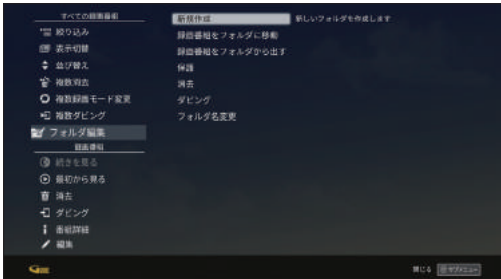 すべての録画番組
絞り込み
表示切替
並び替え
複数消去
複数録画モード変更
複数ダビング
フォルダ編集
録画番組
続きを見る
最初から見る
消去
ダビング
番組詳細
編集
新規作成
新しいフォルダを作成します
録画番組をフォルダに移動
録画番組をフォルダから出す
保護
消去
ダビング
フォルダ名変更
閉じる サブメニュー